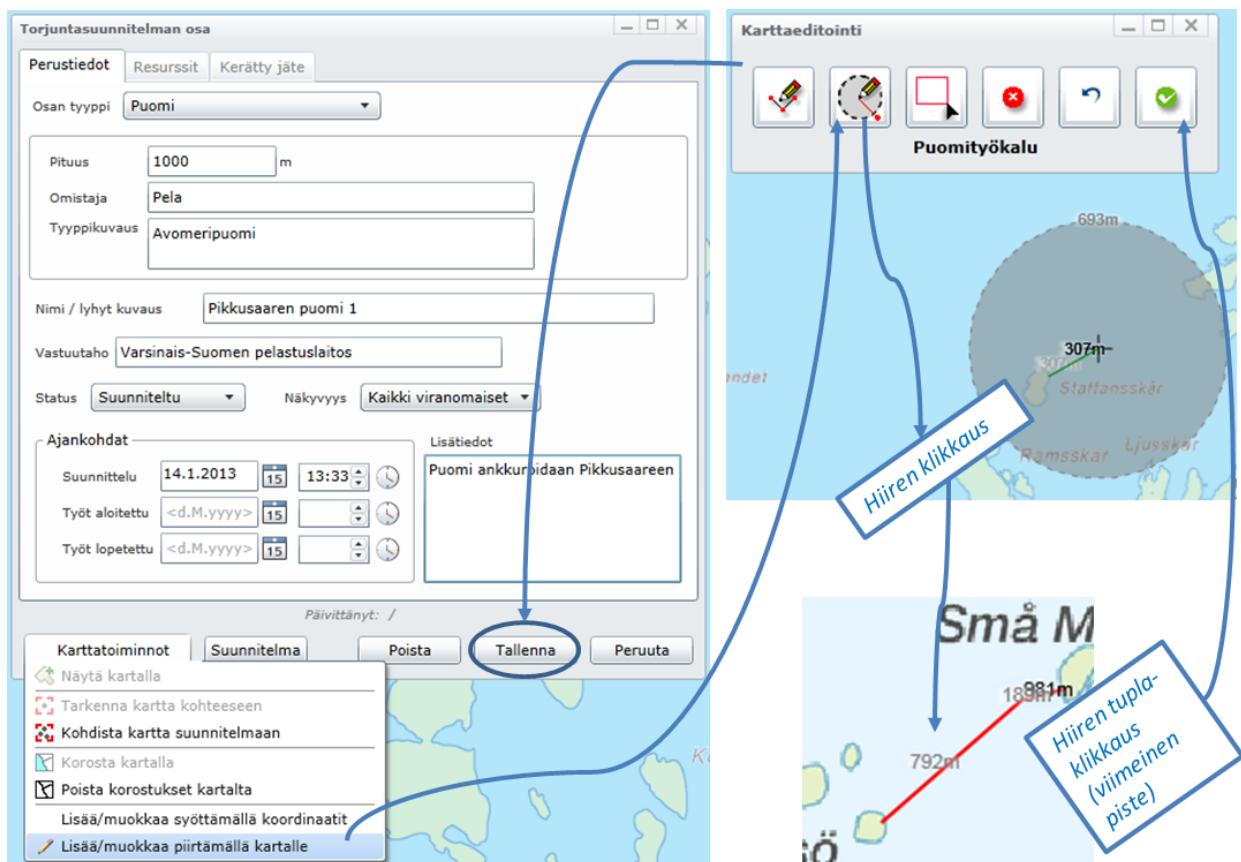 Torjuntasuunnitelman osa
Perustiedot Resurssit Kerätty jäte
Osan tyyppi Puomi
Pituus 1000 m
Omistaja Pela
Tyyppikuvaus Avomeripuomi
Nimi / lyhyt kuvaus Pikkusaaren puomi 1
Vastuutaho Varsinais-Suomen pelastuslaitos
Status Suunniteltu Näkyvyys Kaikki viranomaiset
Ajankohdat
Suunnittelu 14.1.2013 15 13:33
Työt aloitettu <d.M.yyyy> 15
Työt lopetettu <d.M.yyyy> 15
Lisätiedot
Puomi ankkuroidaan Pikkusaareen
Päivittänyt: /
Karttatoiminnot Suunnitelma Poista Tallenna Peruuta
Näytä kartalla
Tarkenna kartta kohteeseen
Kohdista kartta suunnitelmaan
Korosta kartalla
Poista korostukset kartalta
Lisää/muokkaa syöttämällä koordinaatit
Lisää/muokkaa piirtämällä kartalle
Karttaeditointi
Puomityökalu
693m
307m
307m
andet
Staffansskär
Ramsskar Ljusskär
Hiiren klikkaus
Små M
189m
981m
792m
Hiiren tupla-
klikkaus
(viimeinen
piste)